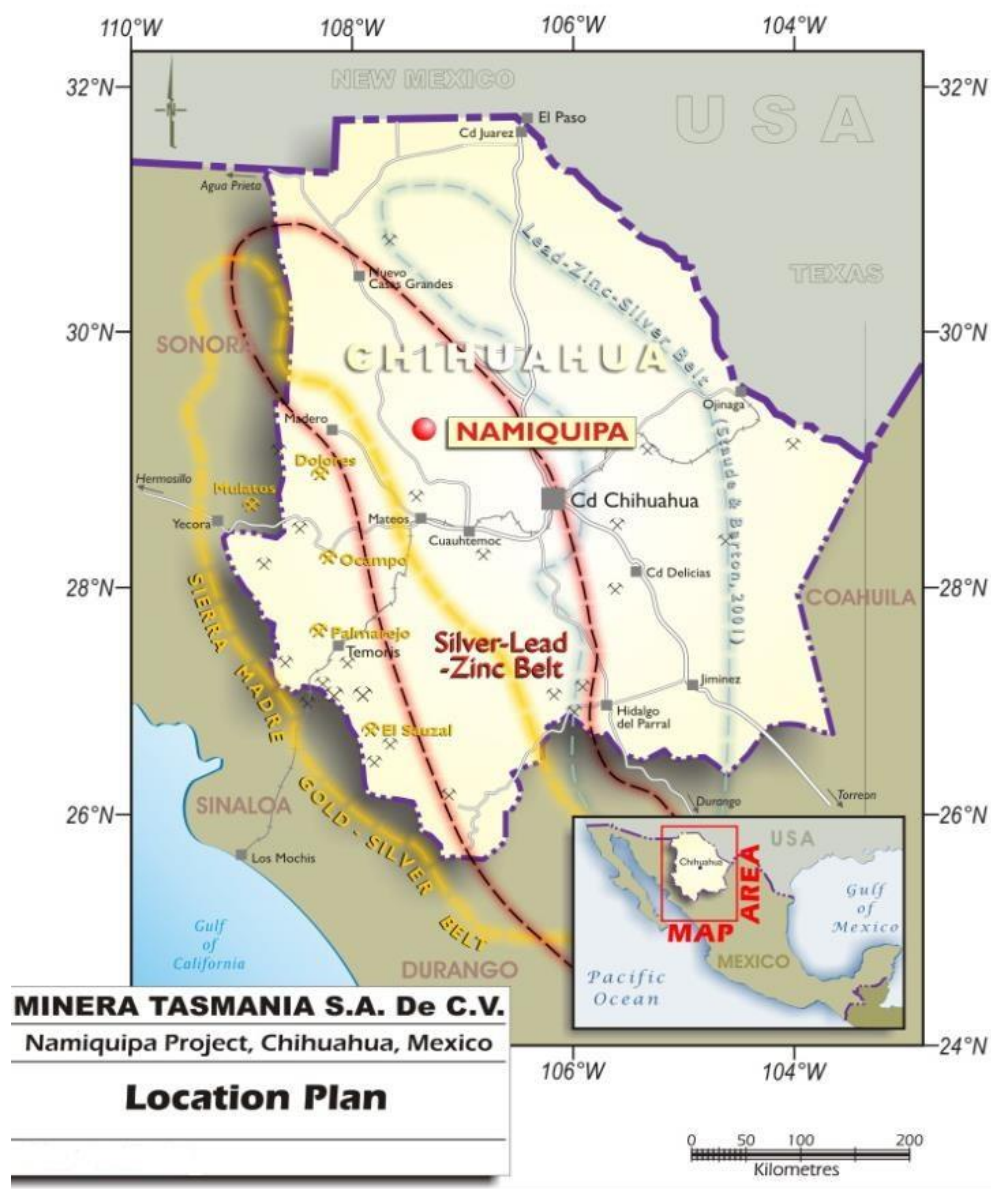 110°W 108°W 106°W 104°W
32°N
32°N
NEW MEXICO
USA
El Paso
Cd Juarez
Agua Prieta
Lead-Zinc-Silver Belt
(Staude & Barton, 2001)
Nuevo
Casas Grandes
TEXAS
30°N
30°N
SONORA
CHIHUAHUA
Ojinaga
Madero
NAMIQUIPA
Dolores
Hermosillo
Mulatos
Cd Chihuahua
Yecora
Mateos
Cuauhtemoc
Ocampo
Cd Delicias
28°N
28°N
COAHUILA
SIERRA MADRE GOLD-SILVER BELT
Palmarejo
Temoris
Silver-Lead
-Zinc Belt
Jiminez
Hidalgo
del Parral
El Sauzal
SINALOA
Durango
Torreon
26°N
26°N
Los Mochis
USA
Chihuahua
MAP AREA
Gulf
of
Mexico
MEXICO
Pacific
Ocean
Gulf
of
California
DURANGO
MINERA TASMANIA S.A. De C.V.
Namiquipa Project, Chihuahua, Mexico
Location Plan
106°W 104°W
24°N
0 50 100 200
Kilometres